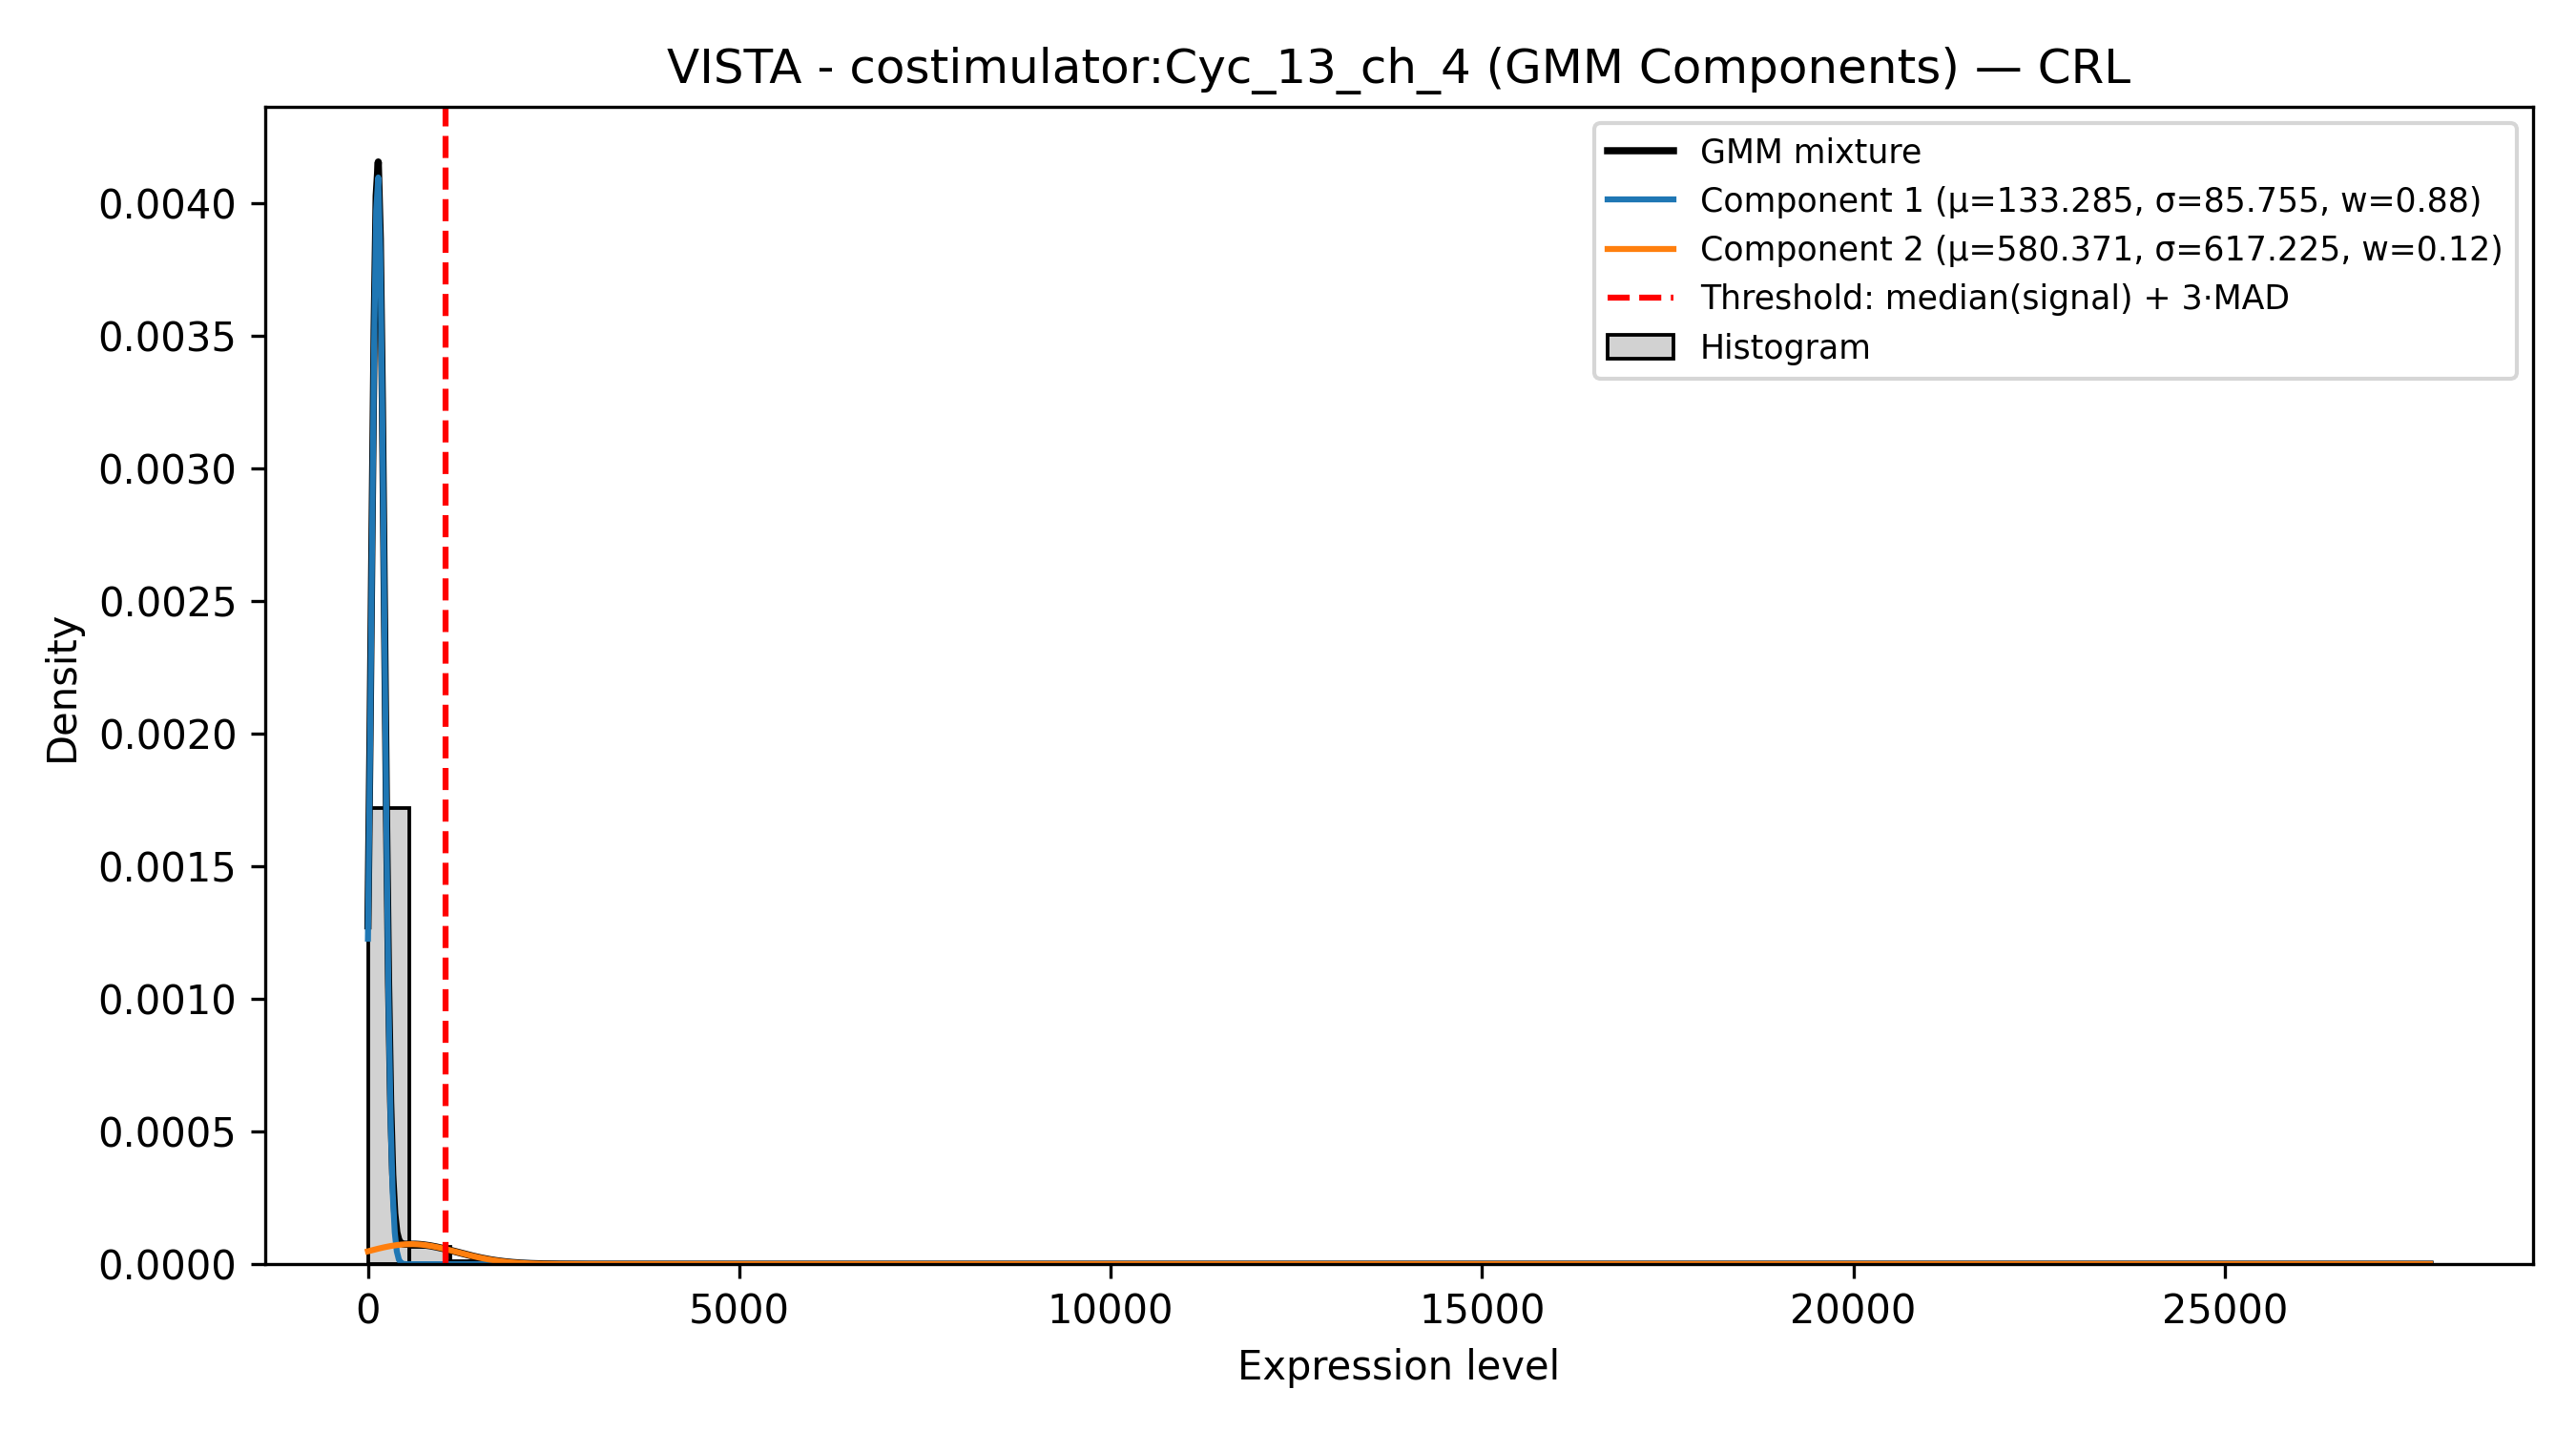 VISTA - costimulator:Cyc_13_ch_4 (GMM Components) — CRL
GMM mixture
Component 1 (μ=133.285, σ=85.755, w=0.88)
Component 2 (μ=580.371, σ=617.225, w=0.12)
Threshold: median(signal) + 3·MAD
Histogram
Density
0.0040
0.0035
0.0030
0.0025
0.0020
0.0015
0.0010
0.0005
0.0000
0 5000 10000 15000 20000 25000
Expression level